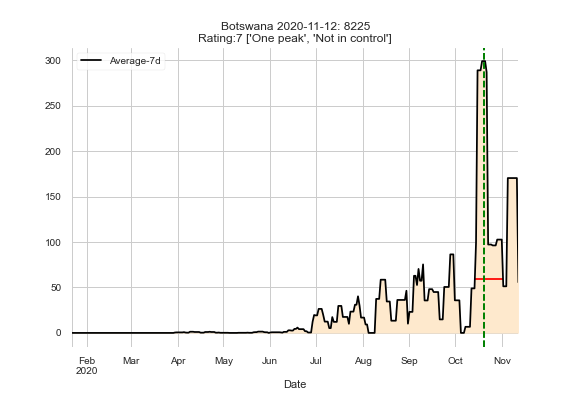 Botswana 2020-11-12: 8225
Rating:7 ['One peak', 'Not in control']
Average-7d
300
250
200
150
100
50
0
Feb Mar Apr May Jun Jul Aug Sep Oct Nov
2020
Date